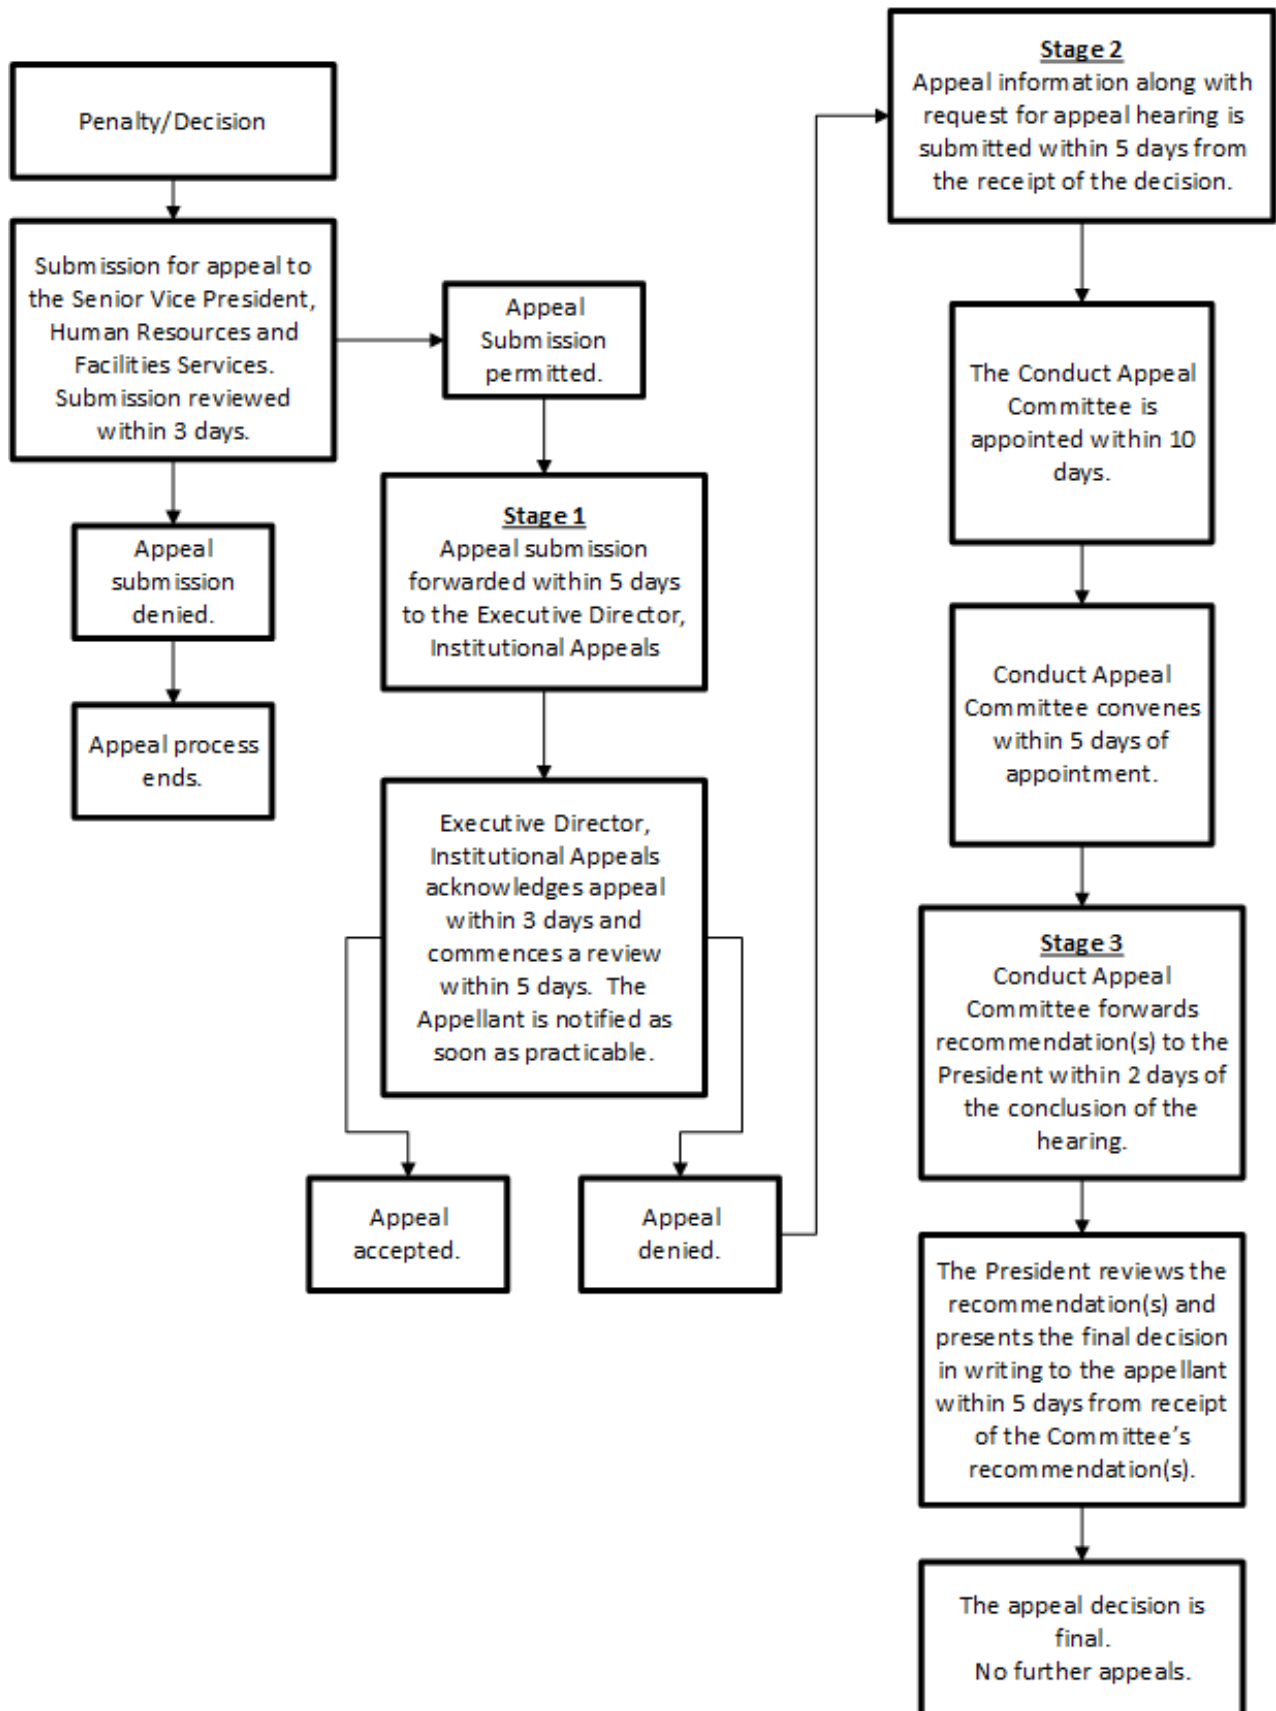 Penalty/Decision
Submission for appeal to
the Senior Vice President,
Human Resources and
Facilities Services.
Submission reviewed
within 3 days.
Appeal
submission
denied.
Appeal process
ends.
Appeal
Submission
permitted.
Stage 1
Appeal submission
forwarded within 5 days
to the Executive Director,
Institutional Appeals
Executive Director,
Institutional Appeals
acknowledges appeal
within 3 days and
commences a review
within 5 days. The
Appellant is notified as
soon as practicable.
Appeal
accepted.
Appeal
denied.
Stage 2
Appeal information along with
request for appeal hearing is
submitted within 5 days from
the receipt of the decision.
The Conduct Appeal
Committee is
appointed within 10
days.
Conduct Appeal
Committee convenes
within 5 days of
appointment.
Stage 3
Conduct Appeal
Committee forwards
recommendation(s) to the
President within 2 days of
the conclusion of the
hearing.
The President reviews the
recommendation(s) and
presents the final decision
in writing to the appellant
within 5 days from receipt
of the Committee’s
recommendation(s).
The appeal decision is
final.
No further appeals.